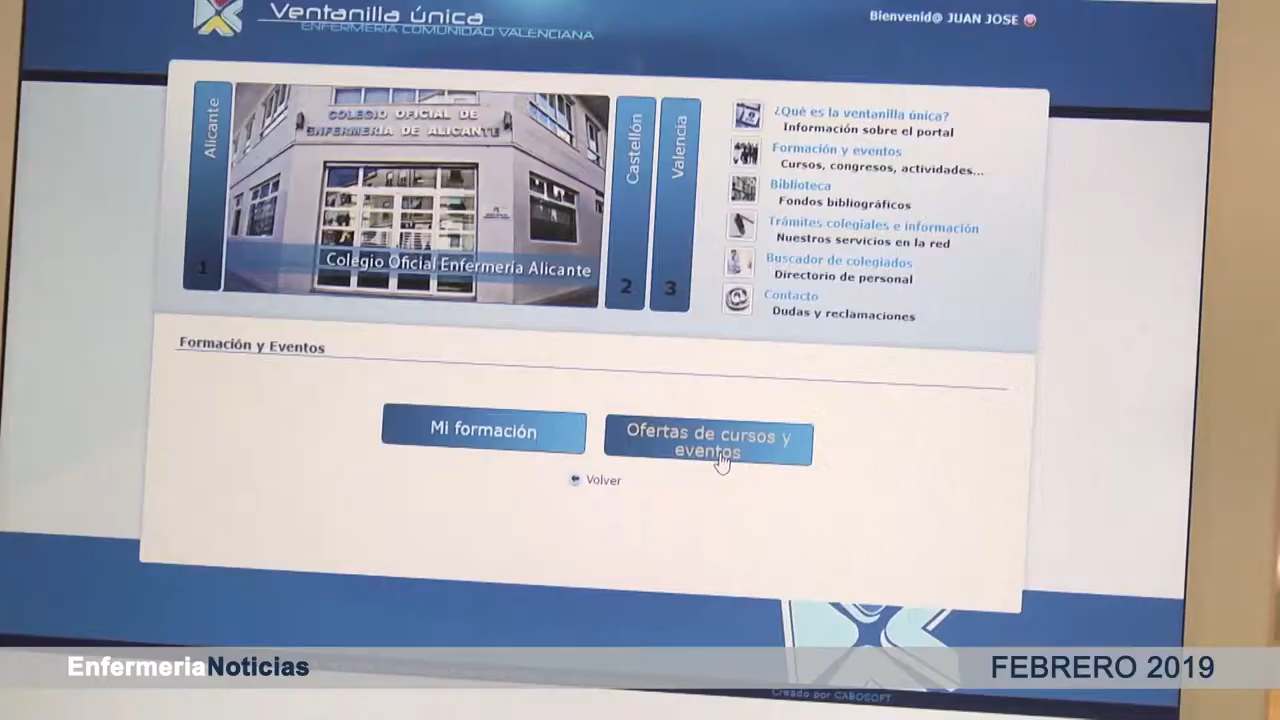 Ventanilla única
ENFERMERIA COMUNIDAD VALENCIANA
Bienvenid@ JUAN JOSE
Alicante
1
COLEGIO OFICIAL DE
ENFERMERIA DE ALICANTE
Colegio Oficial Enfermería Alicante
Castellón
2
Valencia
3
¿Qué es la ventanilla única?
Información sobre el portal
Formación y eventos
Cursos, congresos, actividades...
Biblioteca
Fondos bibliográficos
Trámites colegiales e información
Nuestros servicios en la red
Buscador de colegiados
Directorio de personal
Contacto
Dudas y reclamaciones
Formación y Eventos
Mi formación
Ofertas de cursos y
eventos
Volver
EnfermeriaNoticias
FEBRERO 2019
Creado por CABOSOFT